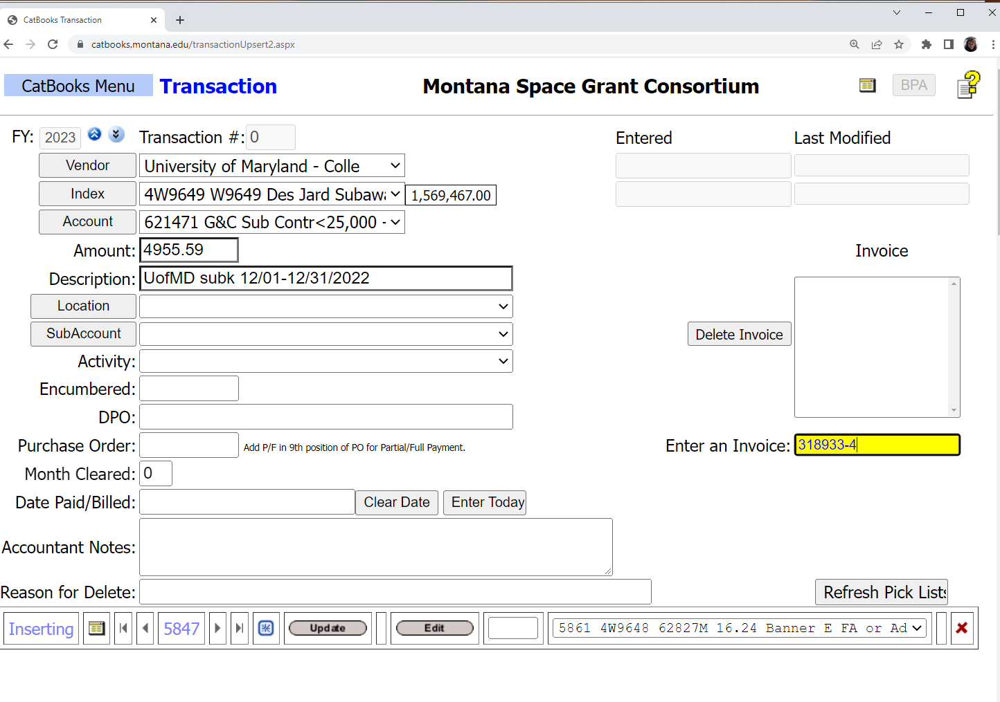 CatBooks Transaction
catbooks.montana.edu/transactionUpsert2.aspx
CatBooks Menu Transaction Montana Space Grant Consortium BPA
FY: 2023 Transaction #: 0 Entered Last Modified
Vendor University of Maryland - Colle
Index 4W9649 W9649 Des Jard Subawa 1,569,467.00
Account 621471 G&C Sub Contr<25,000 -
Amount: 4955.59 Invoice
Description: UofMD subk 12/01-12/31/2022
Location
SubAccount Delete Invoice
Activity:
Encumbered:
DPO:
Purchase Order: Add P/F in 9th position of PO for Partial/Full Payment. Enter an Invoice: 318933-4
Month Cleared: 0
Date Paid/Billed: Clear Date Enter Today
Accountant Notes:
Reason for Delete: Refresh Pick Lists
Inserting 5847 Update Edit 5861 4W9648 62827M 16.24 Banner E FA or Ad